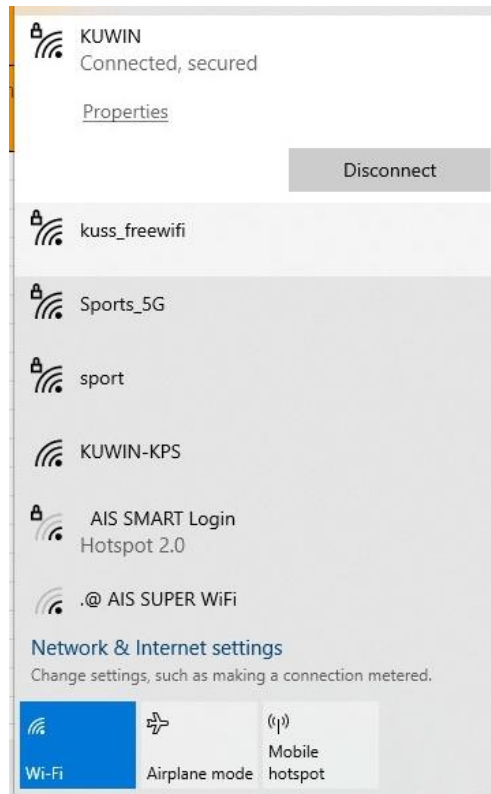 KUWIN
Connected, secured
Properties
Disconnect
kuss_freewifi
Sports_5G
sport
KUWIN-KPS
AIS SMART Login
Hotspot 2.0
.@ AIS SUPER WiFi
Network & Internet settings
Change settings, such as making a connection metered.
Wi-Fi
Airplane mode
Mobile
hotspot